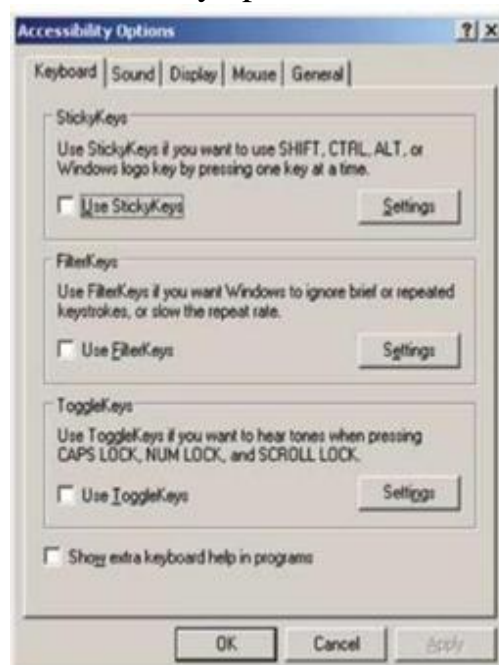 Accessibility Options
Keyboard Sound Display Mouse General
StickyKeys
Use StickyKeys if you want to use SHIFT, CTRL, ALT, or
Windows logo key by pressing one key at a time.
Use StickyKeys Settings
FilterKeys
Use FilterKeys if you want Windows to ignore brief or repeated
keystrokes, or slow the repeat rate.
Use FilterKeys Settings
ToggleKeys
Use ToggleKeys if you want to hear tones when pressing
CAPS LOCK, NUM LOCK, and SCROLL LOCK.
Use ToggleKeys Settings
Show extra keyboard help in programs
OK Cancel Apply